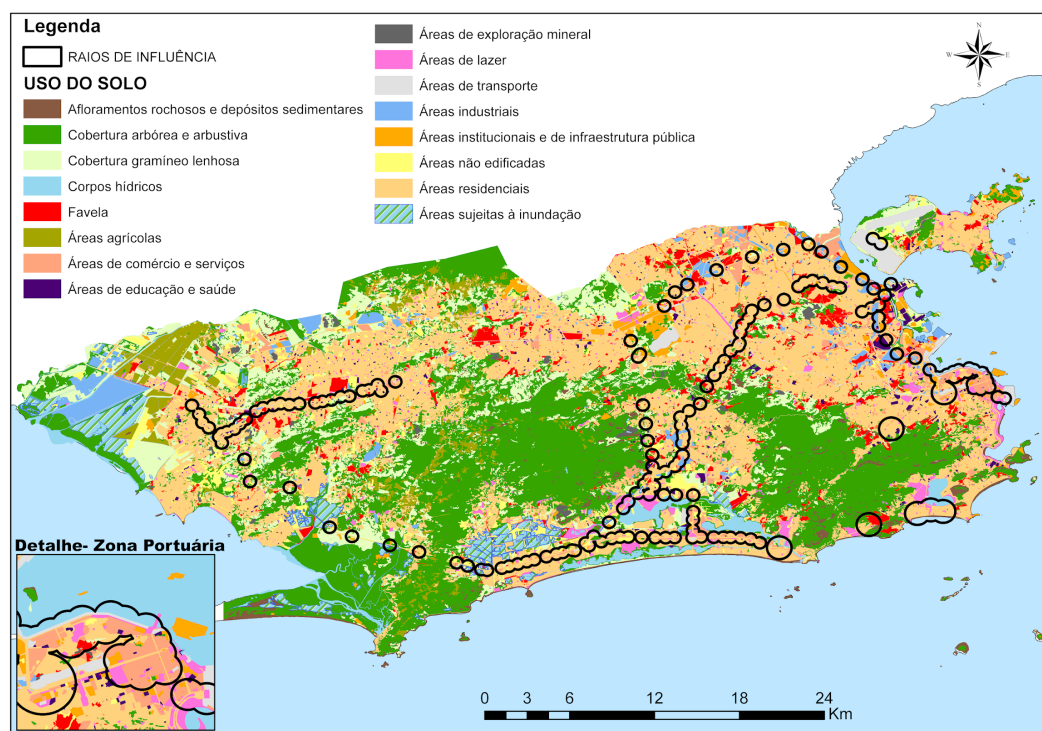 Legenda
RAIOS DE INFLUÊNCIA
USO DO SOLO
Afloramentos rochosos e depósitos sedimentares
Cobertura arbórea e arbustiva
Cobertura gramíneo lenhosa
Corpos hídricos
Favela
Áreas agrícolas
Áreas de comércio e serviços
Áreas de educação e saúde
Áreas de exploração mineral
Áreas de lazer
Áreas de transporte
Áreas industriais
Áreas institucionais e de infraestrutura pública
Áreas não edificadas
Áreas residenciais
Áreas sujeitas à inundação
N
W E
S
Detalhe- Zona Portuária
0 3 6 12 18 24
Km